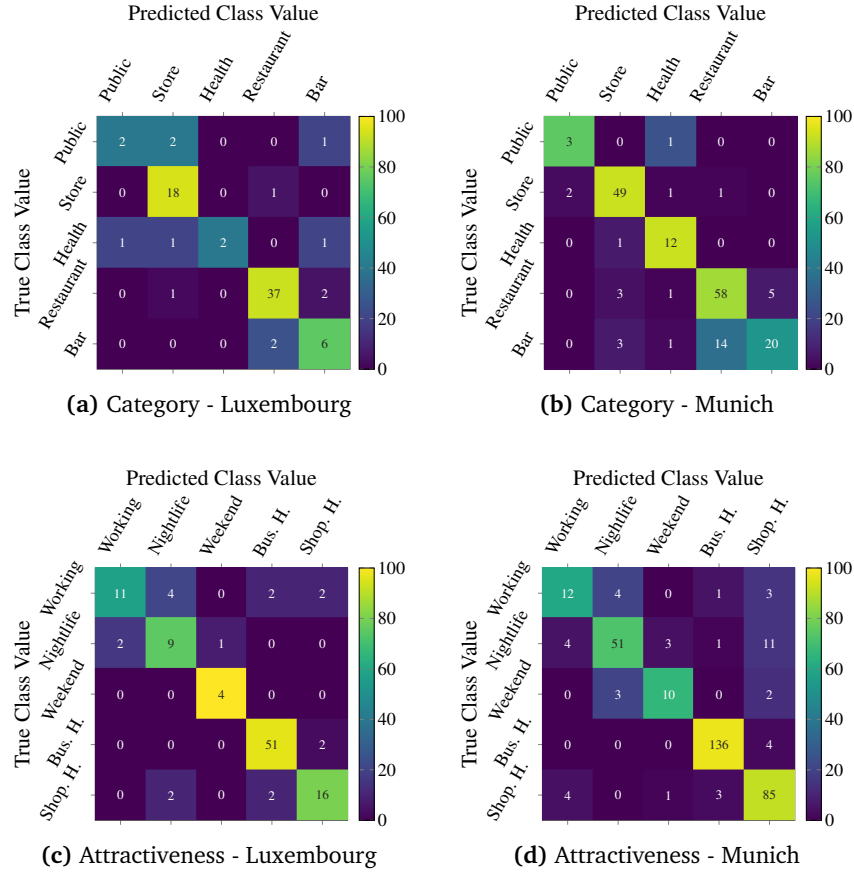 Predicted Class Value
Predicted Class Value
Public Store Health Restaurant Bar
Public Store Health Restaurant Bar
True Class Value
Public 2 2 0 0 1
Store 0 18 0 1 0
Health 1 1 2 0 1
Restaurant 0 1 0 37 2
Bar 0 0 0 2 6
100
80
60
40
20
0
(a) Category - Luxembourg
True Class Value
Public 3 0 1 0 0
Store 2 49 1 1 0
Health 0 1 12 0 0
Restaurant 0 3 1 58 5
Bar 0 3 1 14 20
100
80
60
40
20
0
(b) Category - Munich
Predicted Class Value
Predicted Class Value
Working Nightlife Weekend Bus. H. Shop. H.
Working Nightlife Weekend Bus. H. Shop. H.
True Class Value
Working 11 4 0 2 2
Nightlife 2 9 1 0 0
Weekend 0 0 4 0 0
Bus. H. 0 0 0 51 2
Shop. H. 0 2 0 2 16
100
80
60
40
20
0
(c) Attractiveness - Luxembourg
True Class Value
Working 12 4 0 1 3
Nightlife 4 51 3 1 11
Weekend 0 3 10 0 2
Bus. H. 0 0 0 136 4
Shop. H. 4 0 1 3 85
100
80
60
40
20
0
(d) Attractiveness - Munich